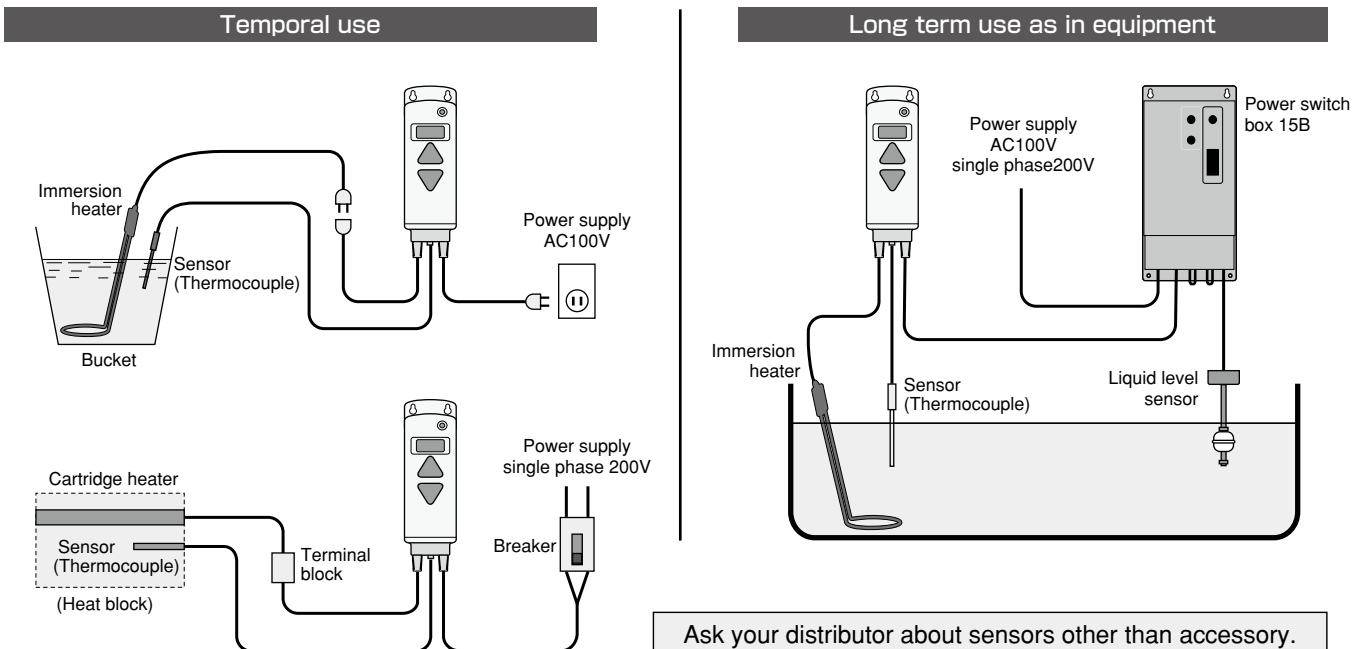 Temporal use
Immersion
heater
Sensor
(Thermocouple)
Bucket
Power supply
AC100V
Cartridge heater
Sensor
(Thermocouple)
(Heat block)
Terminal
block
Power supply
single phase 200V
Breaker
Long term use as in equipment
Power supply
AC100V
single phase200V
Power switch
box 15B
Immersion
heater
Sensor
(Thermocouple)
Liquid level
sensor
Ask your distributor about sensors other than accessory.